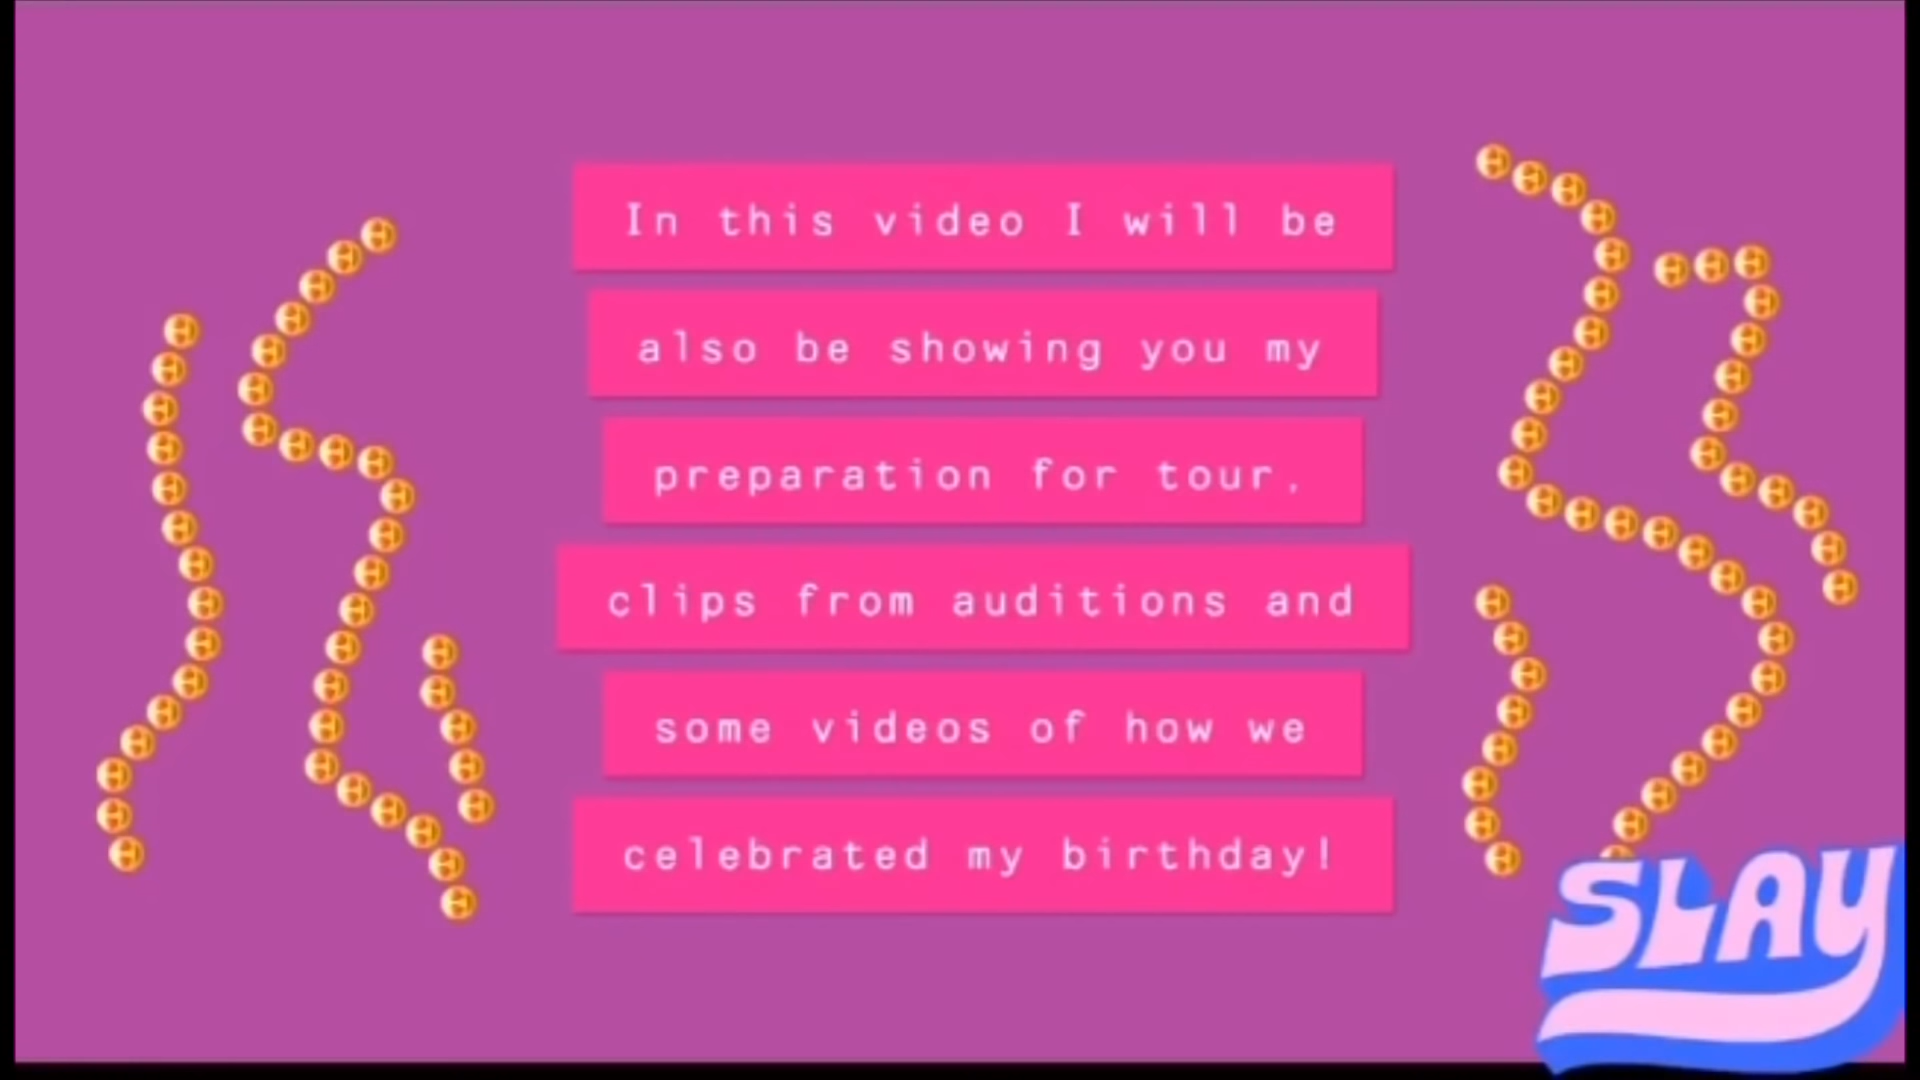 In this video I will be
also be showing you my
preparation for tour,
clips from auditions and
some videos of how we
celebrated my birthday!
SLAY